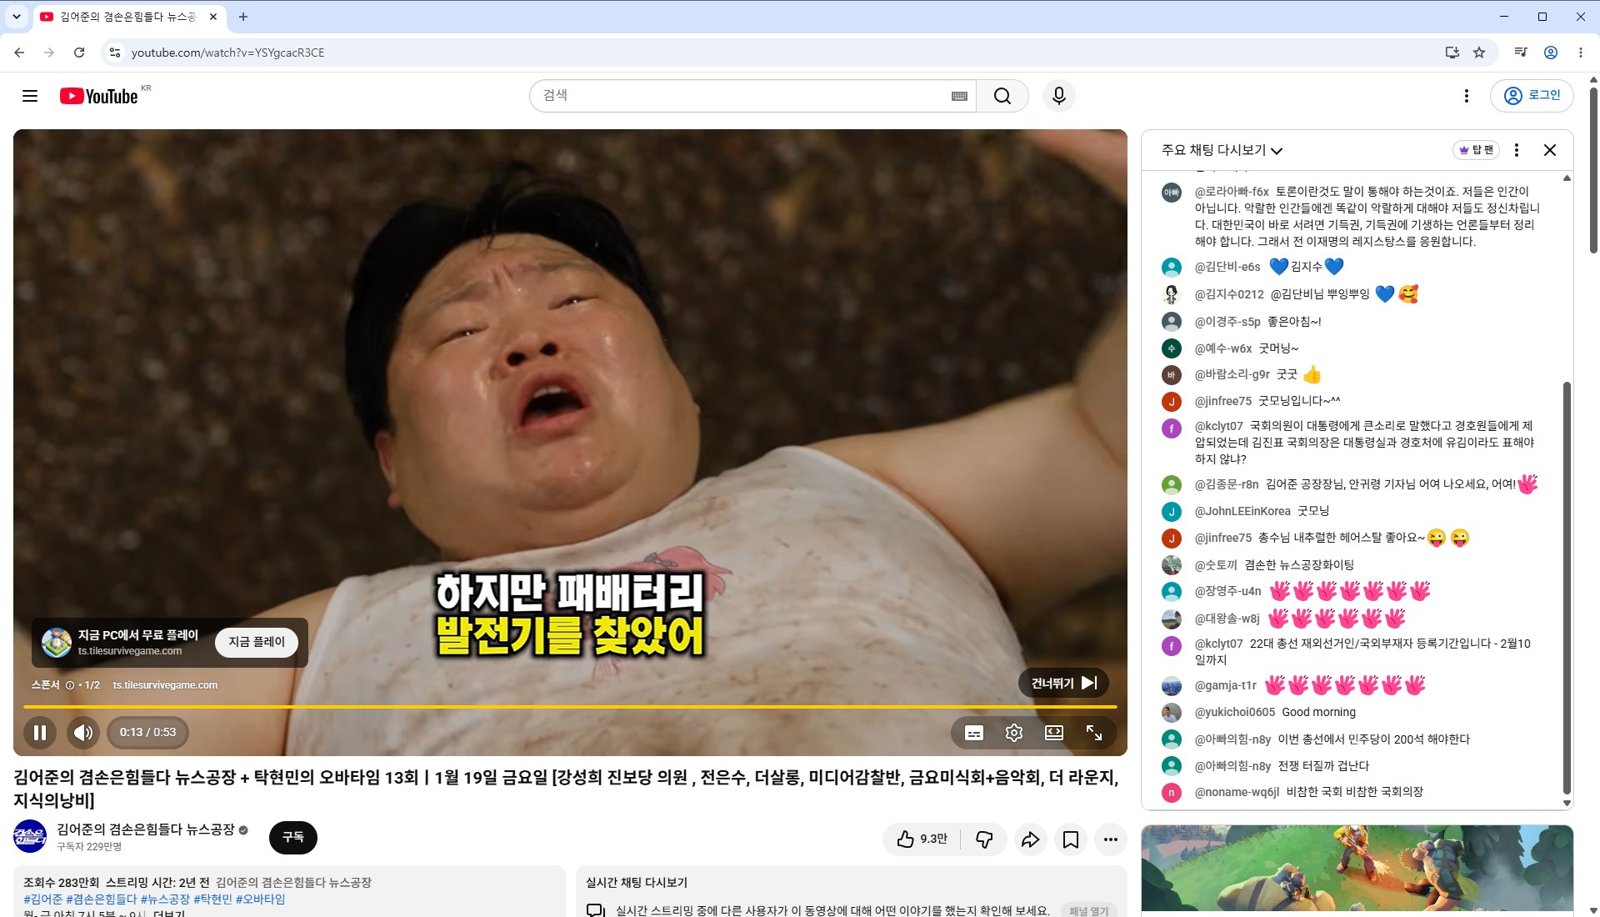 김어준의 겸손은힘들다 뉴스공
youtube.com/watch?v=YSYgcacR3CE
YouTube KR
검색
로그인
하지만 패배터리
발전기를 찾았어
지금 PC에서 무료 플레이
ts.tilesurvivegame.com
지금 플레이
스폰서 • 1/2 ts.tilesurvivegame.com
건너뛰기
0:13 / 0:53
김어준의 겸손은힘들다 뉴스공장 + 탁현민의 오바타임 13회ㅣ1월 19일 금요일 [강성희 진보당 의원 , 전은수, 더살롱, 미디어감찰반, 금요미식회+음악회, 더 라운지,
지식의낭비]
겸손은
힘들다
김어준의 겸손은힘들다 뉴스공장
구독자 229만명
구독
9.3만
조회수 283만회 스트리밍 시간: 2년 전 김어준의 겸손은힘들다 뉴스공장
#김어준 #겸손은힘들다 #뉴스공장 #탁현민 #오바타임
월- 금 아침 7시 5분 ~ 9시 더보기
실시간 채팅 다시보기
실시간 스트리밍 중에 다른 사용자가 이 동영상에 대해 어떤 이야기를 했는지 확인해 보세요.
패널 열기
주요 채팅 다시보기
탑 팬
아빠 @로라아빠-f6x 토론이란것도 말이 통해야 하는것이죠. 저들은 인간이
아닙니다. 악랄한 인간들에겐 똑같이 악랄하게 대해야 저들도 정신차립니
다. 대한민국이 바로 서려면 기득권, 기득권에 기생하는 언론들부터 정리
해야 합니다. 그래서 전 이재명의 레지스탕스를 응원합니다.
@김단비-e6s 💙김지수💙
@김지수0212 @김단비님 뿌잉뿌잉 💙🥰
@이경주-s5p 좋은아침~!
수 @예수-w6x 굿머닝~
바 @바람소리-g9r 굿굿 👍
J @jinfree75 굿모닝입니다~^^
f @kclyt07 국회의원이 대통령에게 큰소리로 말했다고 경호원들에게 제
압되었는데 김진표 국회의장은 대통령실과 경호처에 유김이라도 표해야
하지 않냐?
@김종문-r8n 김어준 공장장님, 안귀령 기자님 어여 나오세요, 어여!
J @JohnLEEinKorea 굿모닝
J @jinfree75 총수님 내추럴한 헤어스탈 좋아요~😜😜
@숫토끼 겸손한 뉴스공장화이팅
@장영주-u4n
@대왕솔-w8j
f @kclyt07 22대 총선 재외선거인/국외부재자 등록기간입니다 - 2월10
일까지
@gamja-t1r
@yukichoi0605 Good morning
@아빠의힘-n8y 이번 총선에서 민주당이 200석 해야한다
@아빠의힘-n8y 전쟁 터질까 겁난다
n @noname-wq6jl 비참한 국회 비참한 국회의장